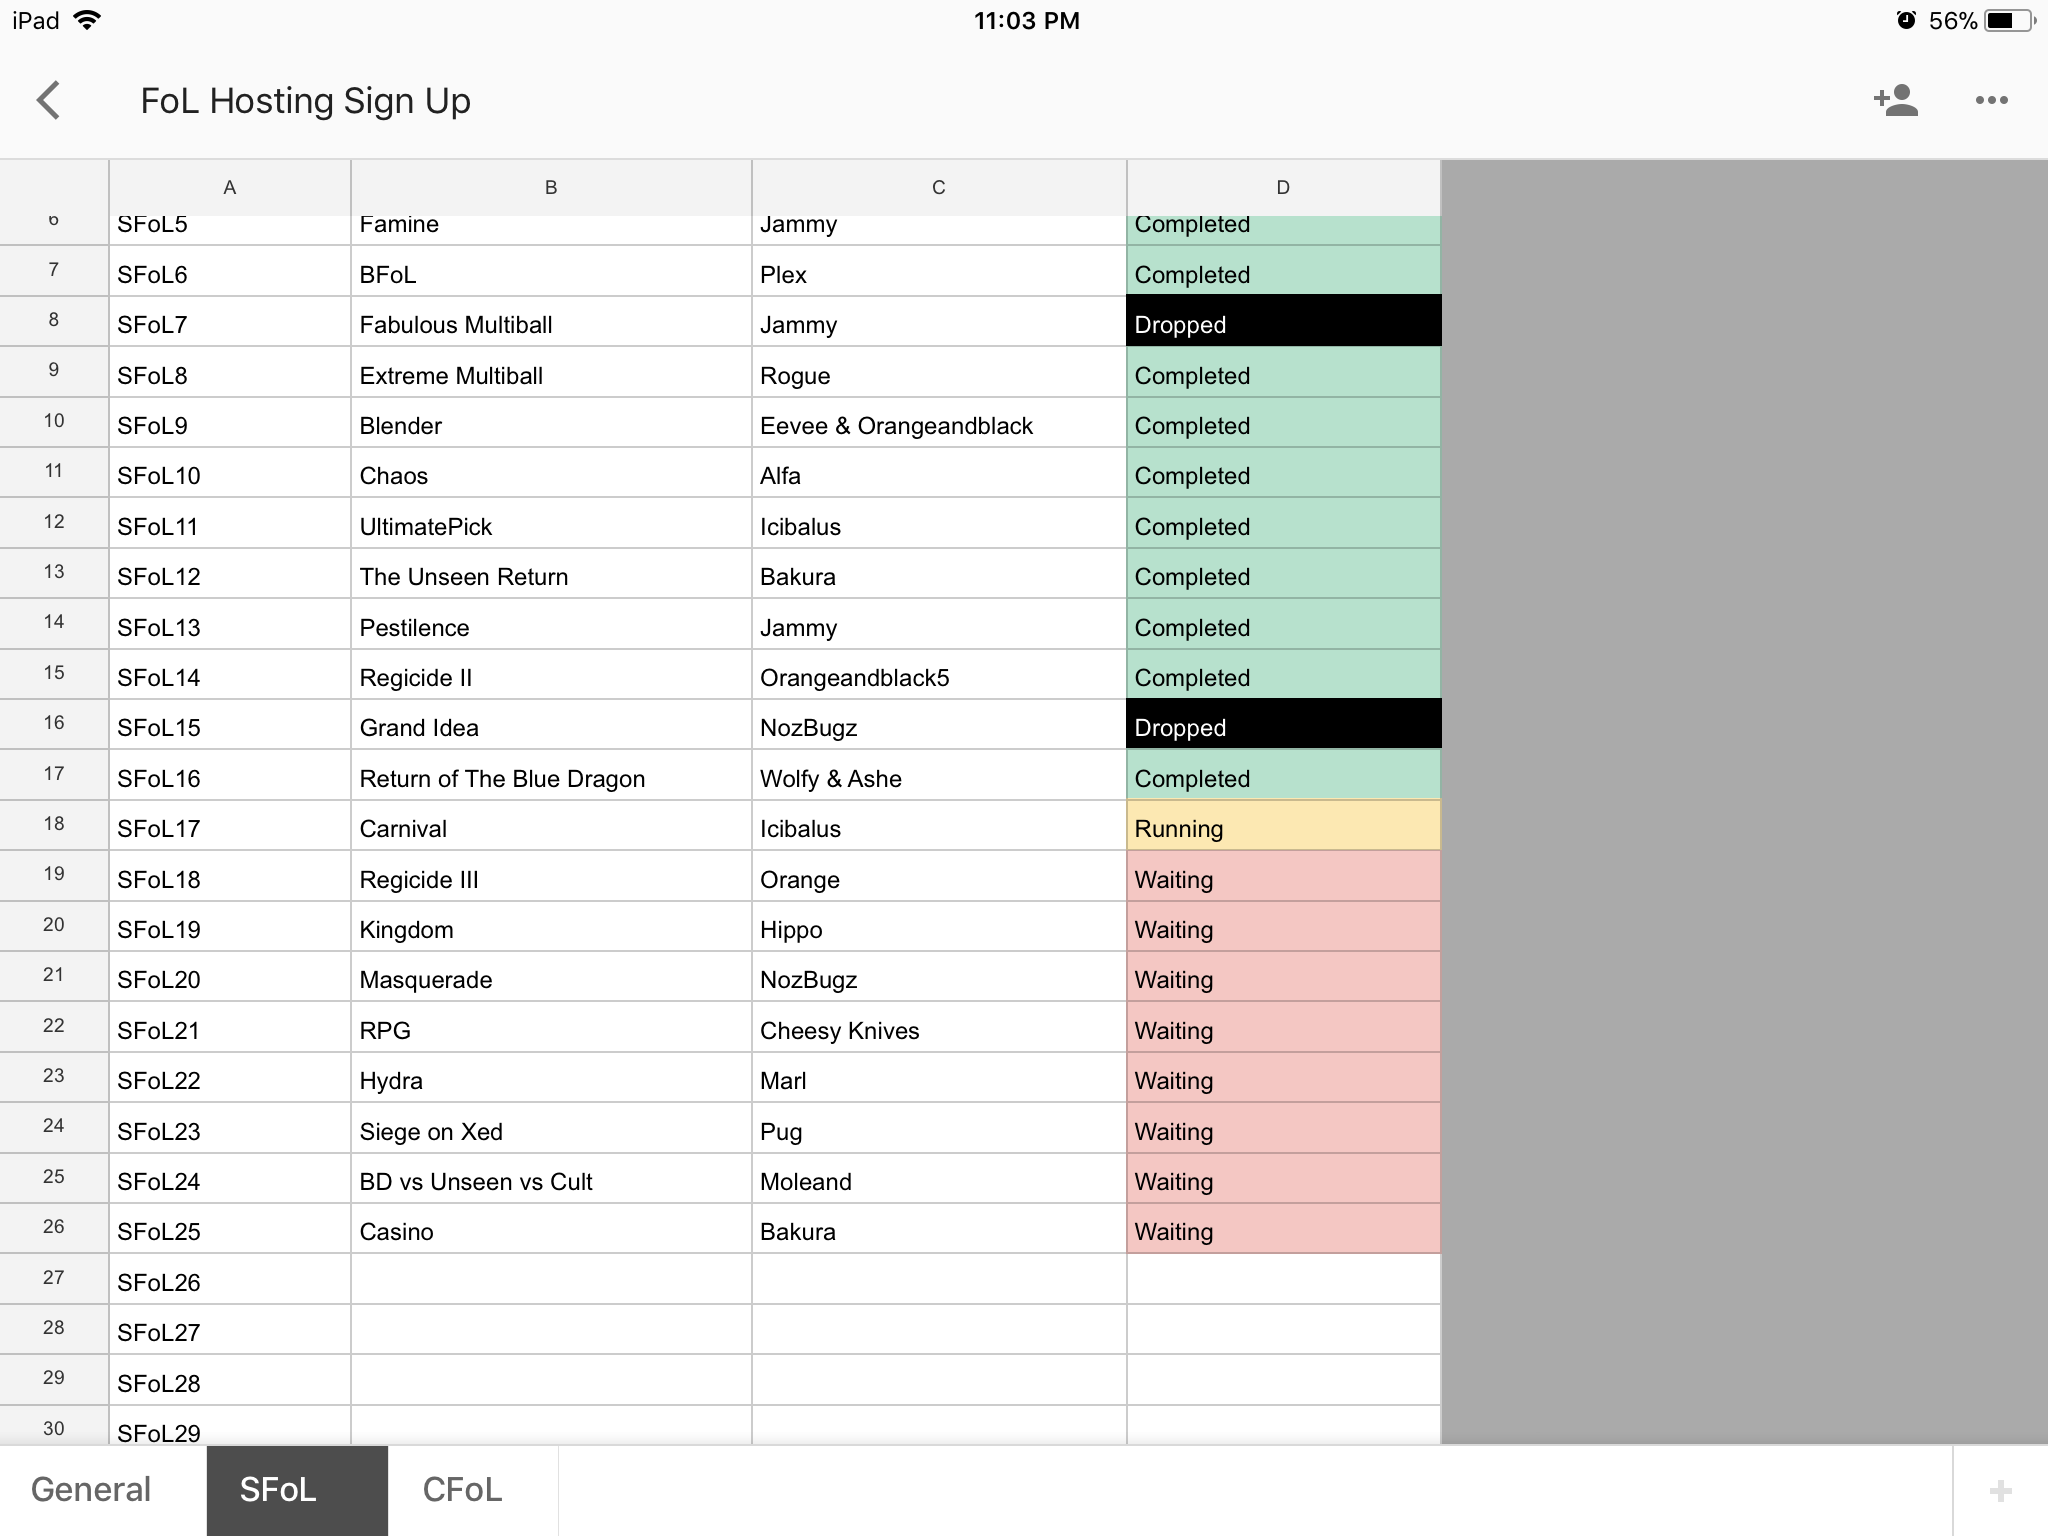 iPad 11:03 PM 56%
FoL Hosting Sign Up
A B C D
6 SFoL5 Famine Jammy Completed
7 SFoL6 BFoL Plex Completed
8 SFoL7 Fabulous Multiball Jammy Dropped
9 SFoL8 Extreme Multiball Rogue Completed
10 SFoL9 Blender Eevee & Orangeandblack Completed
11 SFoL10 Chaos Alfa Completed
12 SFoL11 UltimatePick Icibalus Completed
13 SFoL12 The Unseen Return Bakura Completed
14 SFoL13 Pestilence Jammy Completed
15 SFoL14 Regicide II Orangeandblack5 Completed
16 SFoL15 Grand Idea NozBugz Dropped
17 SFoL16 Return of The Blue Dragon Wolfy & Ashe Completed
18 SFoL17 Carnival Icibalus Running
19 SFoL18 Regicide III Orange Waiting
20 SFoL19 Kingdom Hippo Waiting
21 SFoL20 Masquerade NozBugz Waiting
22 SFoL21 RPG Cheesy Knives Waiting
23 SFoL22 Hydra Marl Waiting
24 SFoL23 Siege on Xed Pug Waiting
25 SFoL24 BD vs Unseen vs Cult Moleand Waiting
26 SFoL25 Casino Bakura Waiting
27 SFoL26
28 SFoL27
29 SFoL28
30 SFoL29
General SFoL CFoL